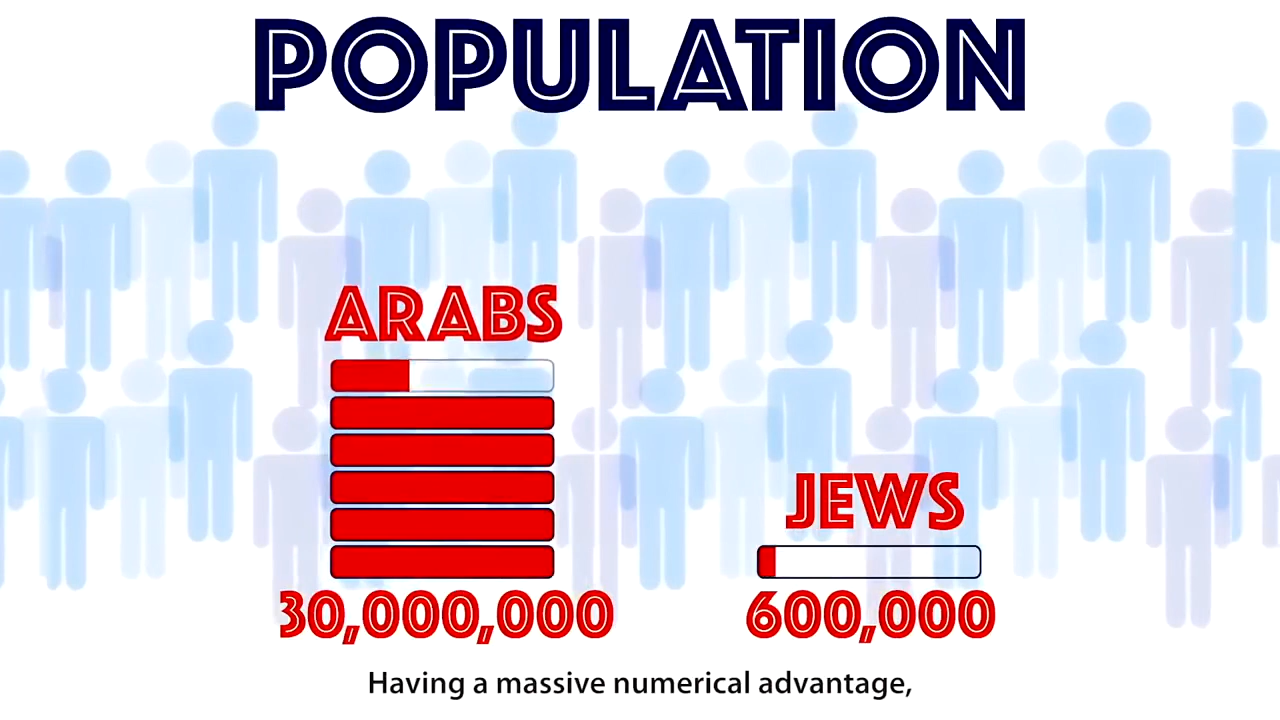 POPULATION
ARABS
JEWS
30,000,000
600,000
Having a massive numerical advantage,